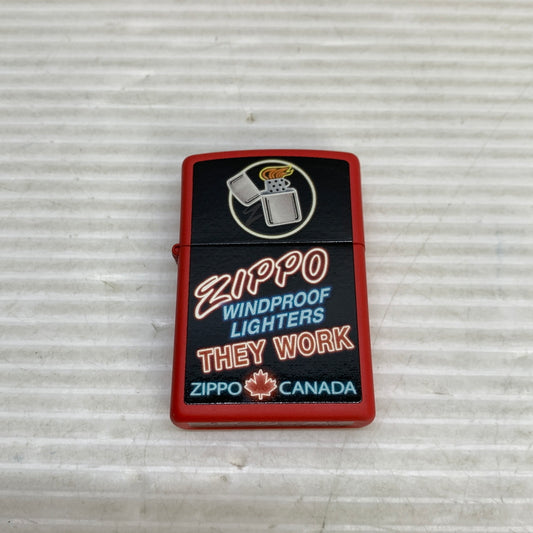 ZIPPO
WINDPROOF
LIGHTERS
THEY WORK
ZIPPO CANADA